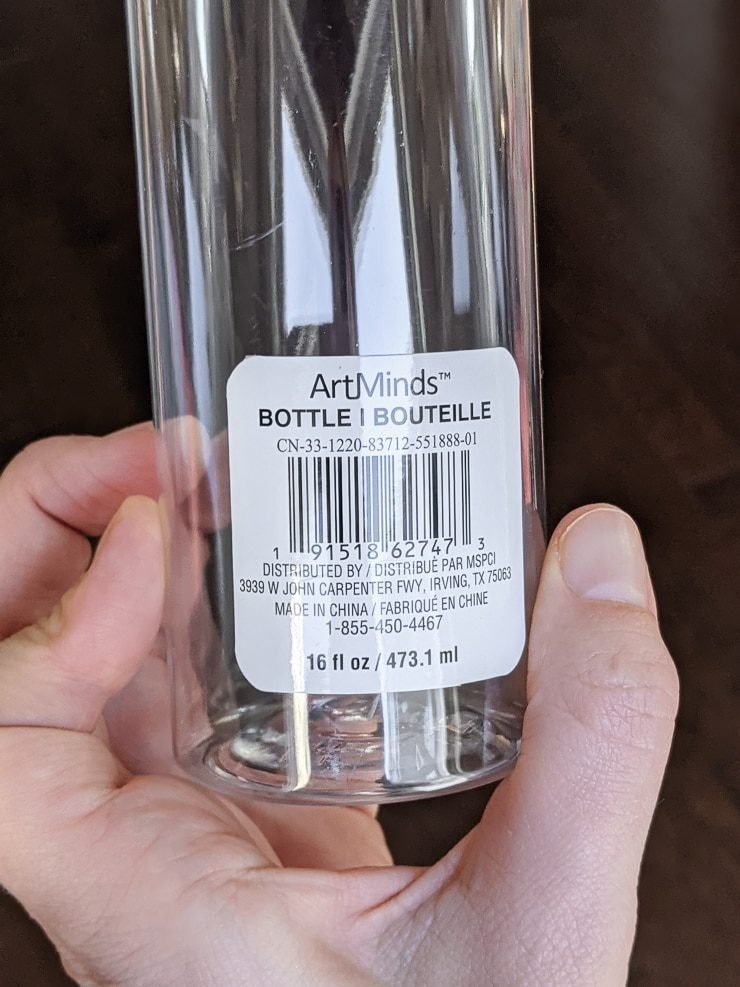 ArtMinds™
BOTTLE | BOUTEILLE
CN-33-1220-83712-551888-01
1 91518 62747 3
DISTRIBUTED BY / DISTRIBUÉ PAR MSPCI
3939 W JOHN CARPENTER FWY, IRVING, TX 75063
MADE IN CHINA / FABRIQUÉ EN CHINE
1-855-450-4467
16 fl oz / 473.1 ml